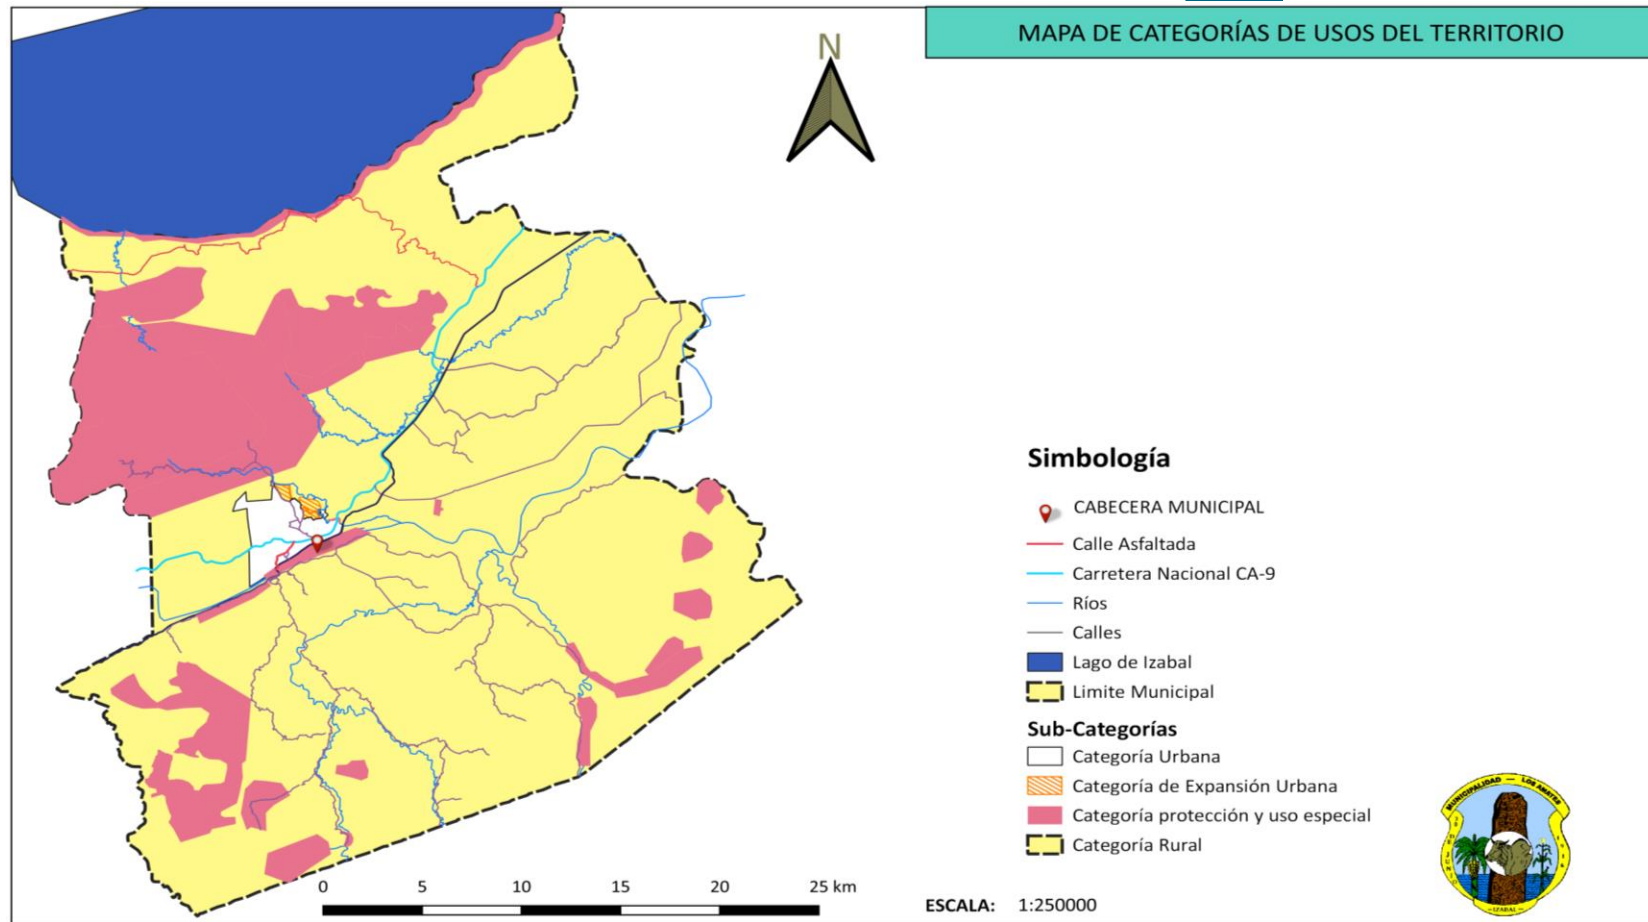 MAPA DE CATEGORÍAS DE USOS DEL TERRITORIO
N
Simbología
CABECERA MUNICIPAL
Calle Asfaltada
Carretera Nacional CA-9
Ríos
Calles
Lago de Izabal
Limite Municipal
Sub-Categorías
Categoría Urbana
Categoría de Expansión Urbana
Categoría protección y uso especial
Categoría Rural
0 5 10 15 20 25 km
ESCALA: 1:250000
MUNICIPALIDAD — LOS AMATES
IZABAL